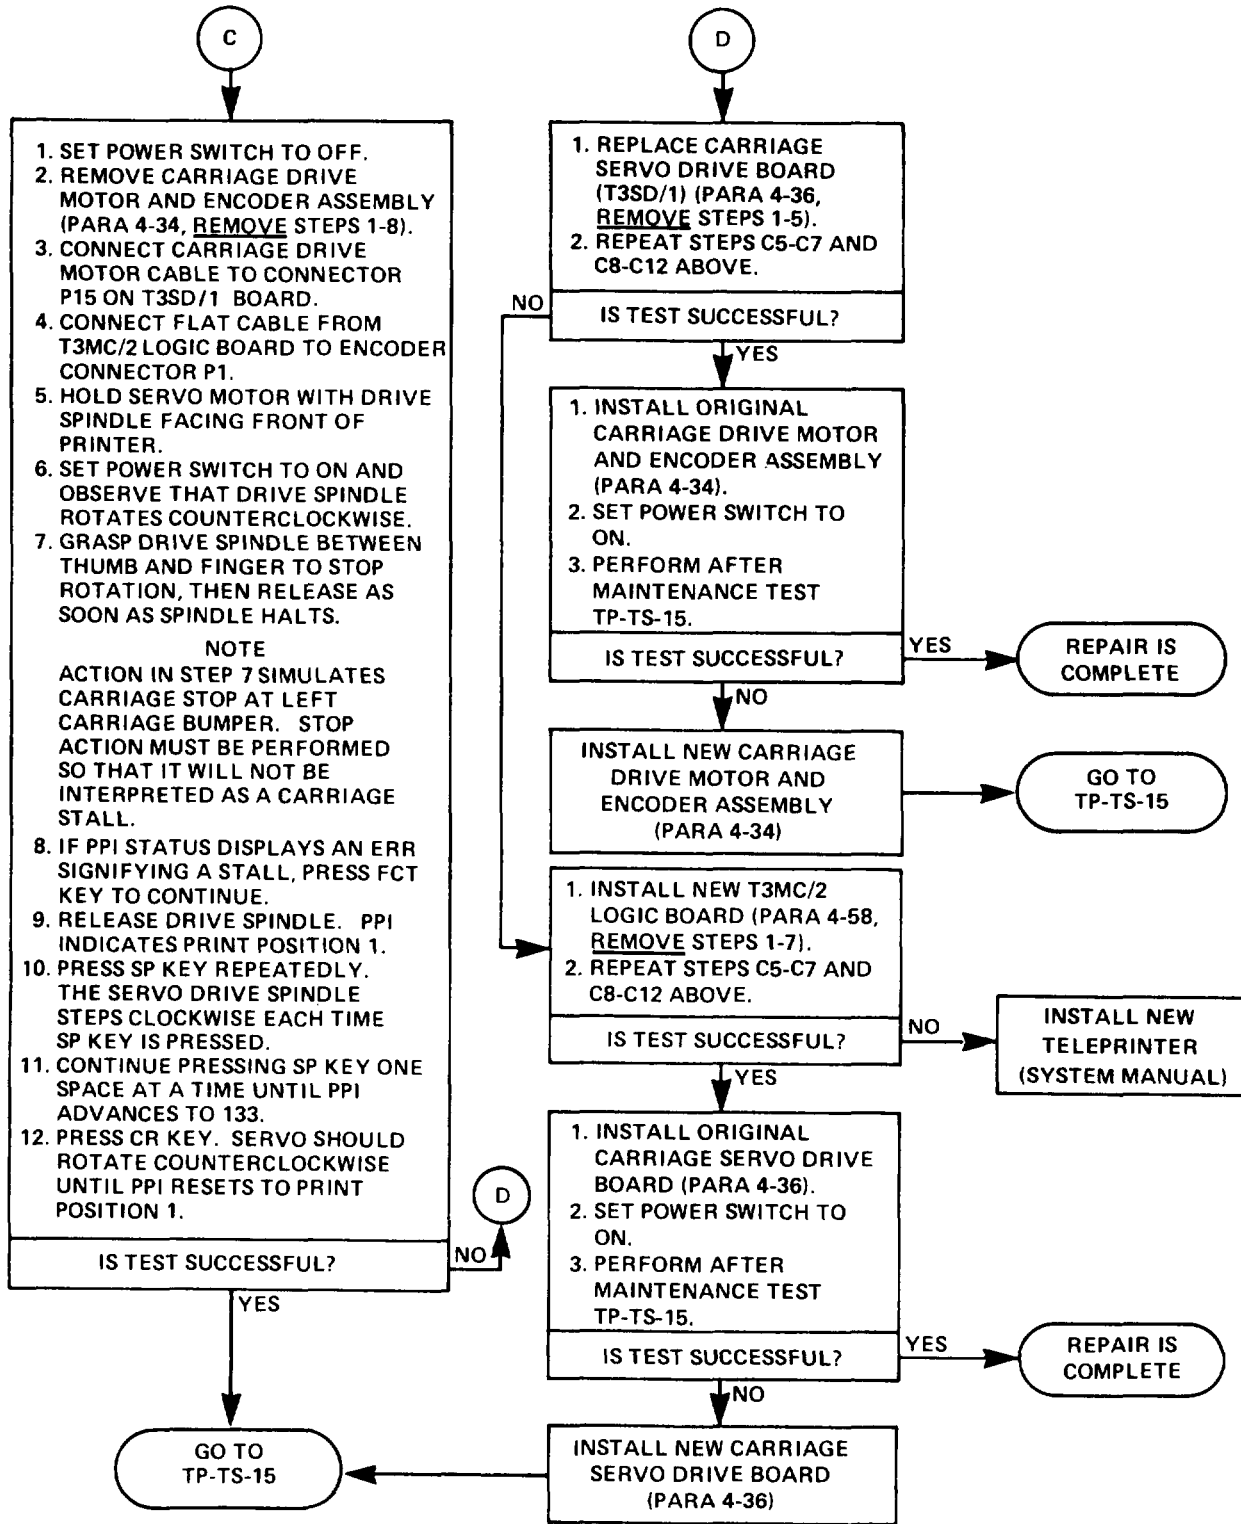 C
1. SET POWER SWITCH TO OFF.
2. REMOVE CARRIAGE DRIVE
MOTOR AND ENCODER ASSEMBLY
(PARA 4-34, REMOVE STEPS 1-8).
3. CONNECT CARRIAGE DRIVE
MOTOR CABLE TO CONNECTOR
P15 ON T3SD/1 BOARD.
4. CONNECT FLAT CABLE FROM
T3MC/2 LOGIC BOARD TO ENCODER
CONNECTOR P1.
5. HOLD SERVO MOTOR WITH DRIVE
SPINDLE FACING FRONT OF
PRINTER.
6. SET POWER SWITCH TO ON AND
OBSERVE THAT DRIVE SPINDLE
ROTATES COUNTERCLOCKWISE.
7. GRASP DRIVE SPINDLE BETWEEN
THUMB AND FINGER TO STOP
ROTATION, THEN RELEASE AS
SOON AS SPINDLE HALTS.
NOTE
ACTION IN STEP 7 SIMULATES
CARRIAGE STOP AT LEFT
CARRIAGE BUMPER. STOP
ACTION MUST BE PERFORMED
SO THAT IT WILL NOT BE
INTERPRETED AS A CARRIAGE
STALL.
8. IF PPI STATUS DISPLAYS AN ERR
SIGNIFYING A STALL, PRESS FCT
KEY TO CONTINUE.
9. RELEASE DRIVE SPINDLE. PPI
INDICATES PRINT POSITION 1.
10. PRESS SP KEY REPEATEDLY.
THE SERVO DRIVE SPINDLE
STEPS CLOCKWISE EACH TIME
SP KEY IS PRESSED.
11. CONTINUE PRESSING SP KEY ONE
SPACE AT A TIME UNTIL PPI
ADVANCES TO 133.
12. PRESS CR KEY. SERVO SHOULD
ROTATE COUNTERCLOCKWISE
UNTIL PPI RESETS TO PRINT
POSITION 1.
IS TEST SUCCESSFUL?
NO
D
YES
GO TO
TP-TS-15
D
1. REPLACE CARRIAGE
SERVO DRIVE BOARD
(T3SD/1) (PARA 4-36,
REMOVE STEPS 1-5).
2. REPEAT STEPS C5-C7 AND
C8-C12 ABOVE.
NO
IS TEST SUCCESSFUL?
YES
1. INSTALL ORIGINAL
CARRIAGE DRIVE MOTOR
AND ENCODER ASSEMBLY
(PARA 4-34).
2. SET POWER SWITCH TO
ON.
3. PERFORM AFTER
MAINTENANCE TEST
TP-TS-15.
IS TEST SUCCESSFUL?
YES
REPAIR IS
COMPLETE
NO
INSTALL NEW CARRIAGE
DRIVE MOTOR AND
ENCODER ASSEMBLY
(PARA 4-34)
GO TO
TP-TS-15
1. INSTALL NEW T3MC/2
LOGIC BOARD (PARA 4-58,
REMOVE STEPS 1-7).
2. REPEAT STEPS C5-C7 AND
C8-C12 ABOVE.
IS TEST SUCCESSFUL?
NO
INSTALL NEW
TELEPRINTER
(SYSTEM MANUAL)
YES
1. INSTALL ORIGINAL
CARRIAGE SERVO DRIVE
BOARD (PARA 4-36).
2. SET POWER SWITCH TO
ON.
3. PERFORM AFTER
MAINTENANCE TEST
TP-TS-15.
IS TEST SUCCESSFUL?
YES
REPAIR IS
COMPLETE
NO
INSTALL NEW CARRIAGE
SERVO DRIVE BOARD
(PARA 4-36)